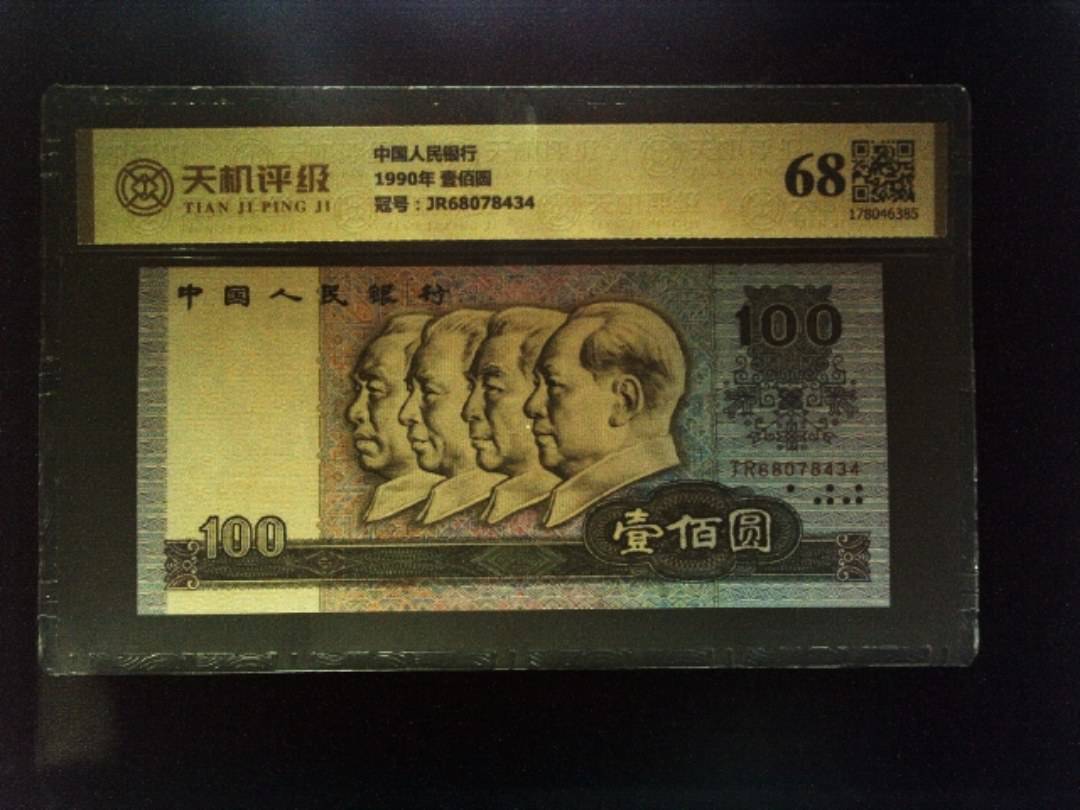 天机评级
TIAN JI PING JI
中国人民银行
1990年 壹佰圆
冠号：JR68078434
68
178046385
中国人民银行
100
JR68078434
100
壹佰圆